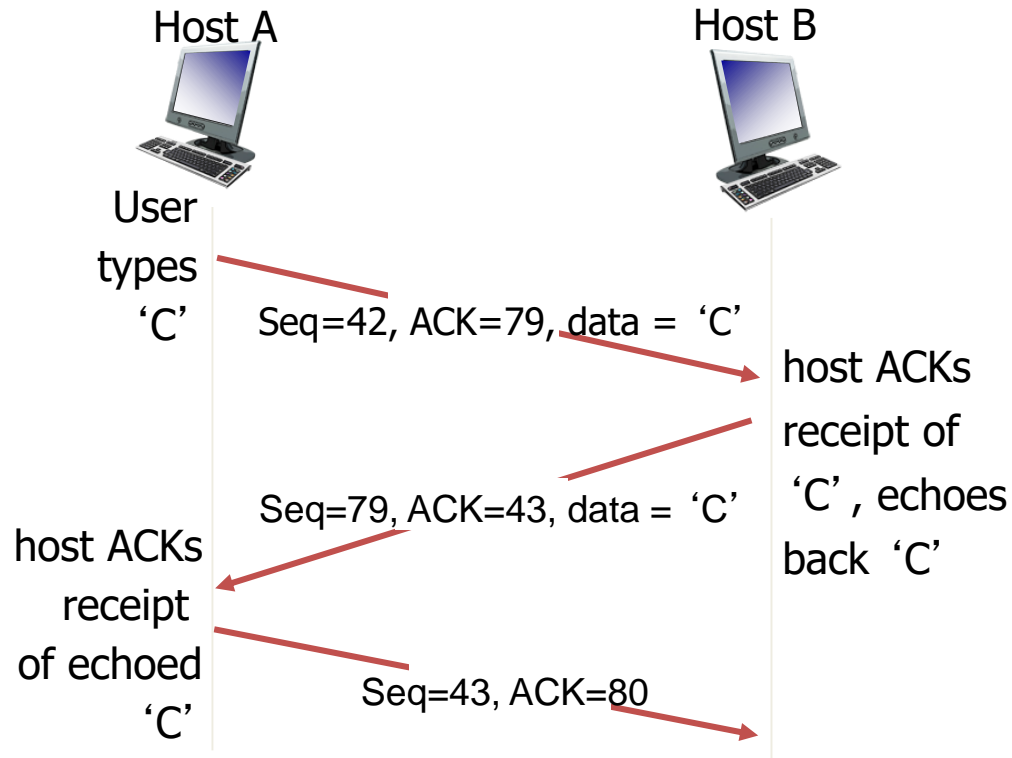 Host A
Host B
User
types
‘C’
Seq=42, ACK=79, data = ‘C’
host ACKs
receipt of
‘C’, echoes
back ‘C’
Seq=79, ACK=43, data = ‘C’
host ACKs
receipt
of echoed
‘C’
Seq=43, ACK=80